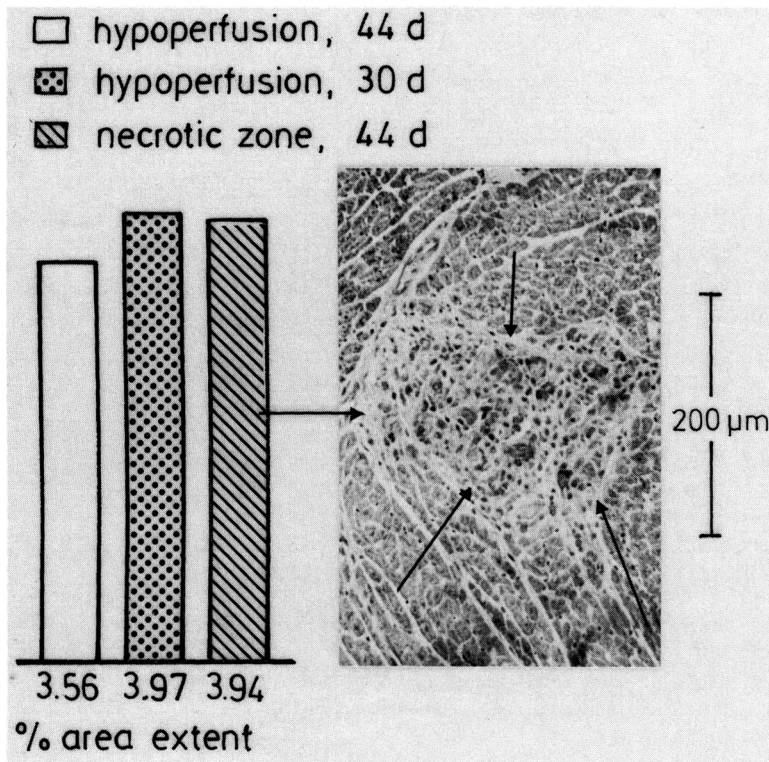 hypoperfusion, 44 d
hypoperfusion, 30 d
necrotic zone, 44 d
200 µm
3.56 3.97 3.94
% area extent